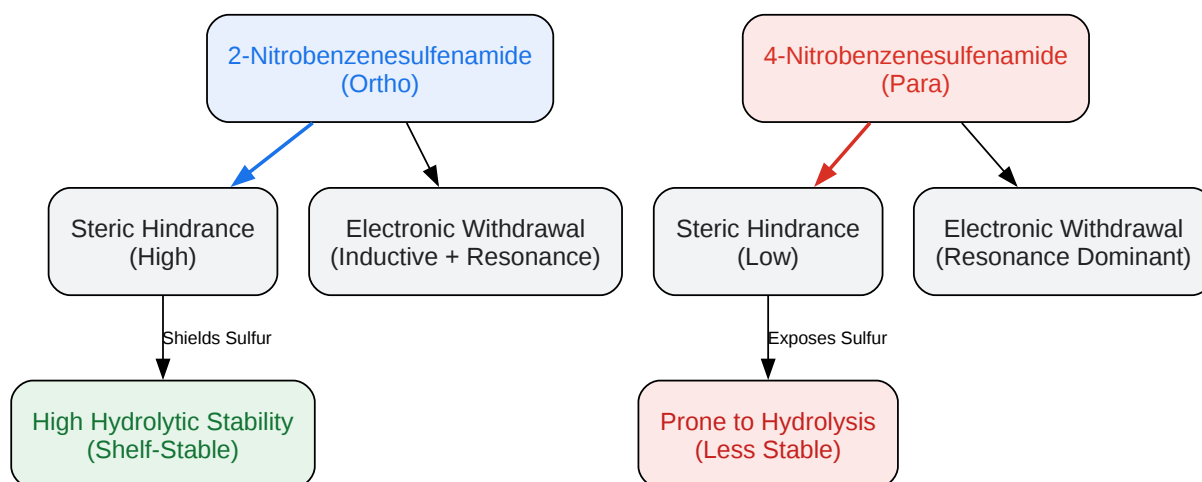 2-Nitrobenzenesulfenamide
(Ortho)
4-Nitrobenzenesulfenamide
(Para)
Steric Hindrance
(High)
Electronic Withdrawal
(Inductive + Resonance)
Steric Hindrance
(Low)
Electronic Withdrawal
(Resonance Dominant)
Shields Sulfur
Exposes Sulfur
High Hydrolytic Stability
(Shelf-Stable)
Prone to Hydrolysis
(Less Stable)